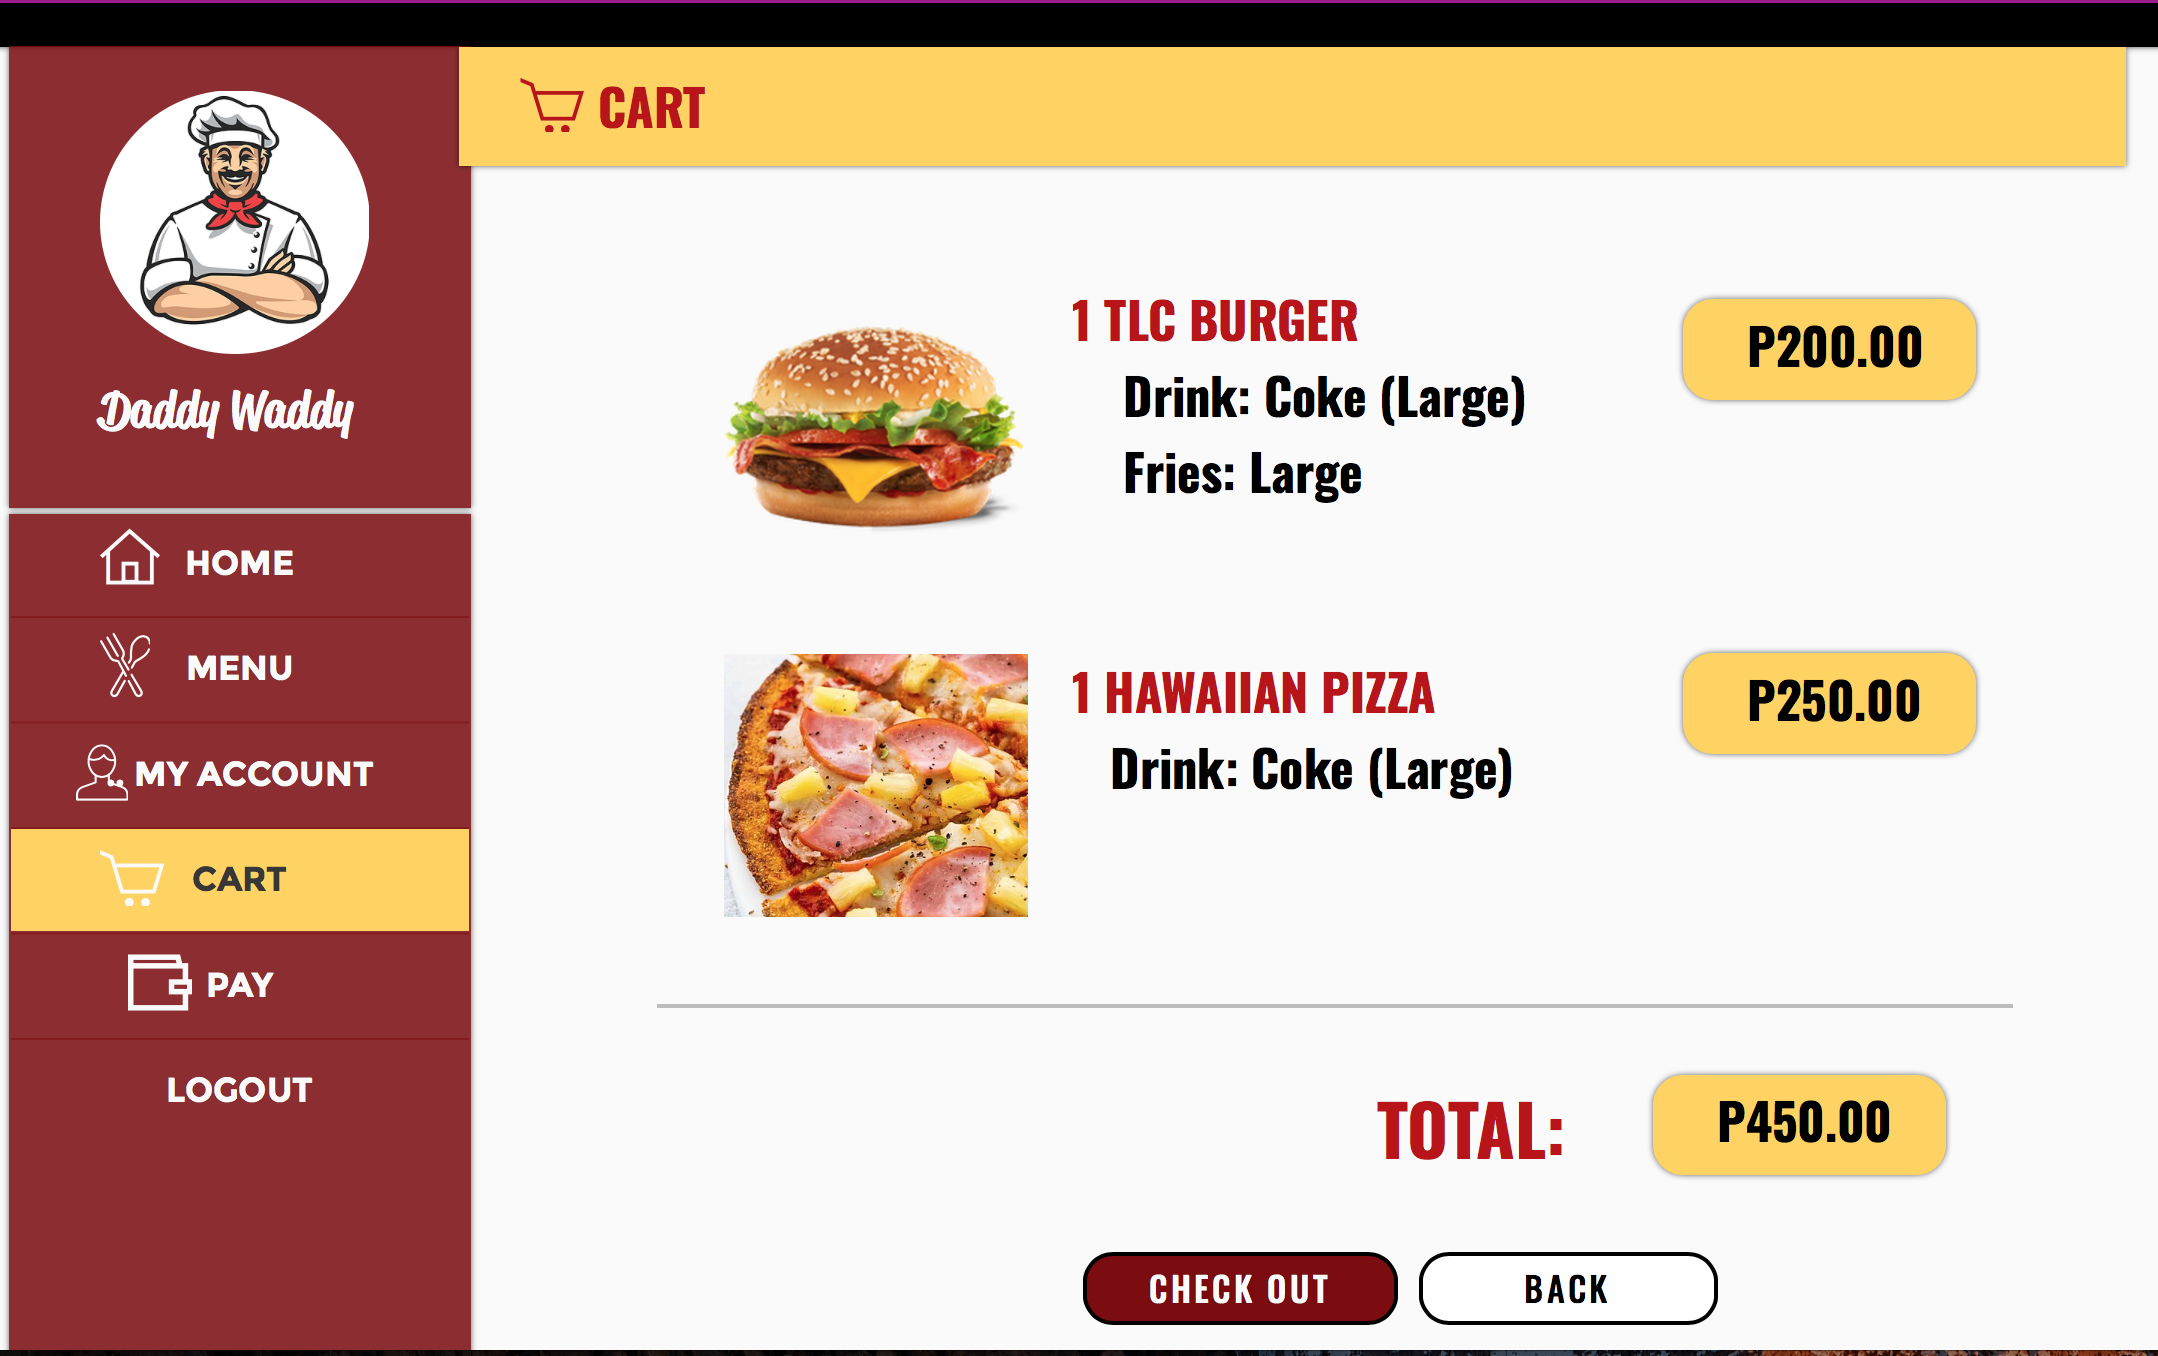 CART
Daddy Waddy
HOME
MENU
MY ACCOUNT
CART
PAY
LOGOUT
1 TLC BURGER
Drink: Coke (Large)
Fries: Large
P200.00
1 HAWAIIAN PIZZA
Drink: Coke (Large)
P250.00
TOTAL: P450.00
CHECK OUT
BACK